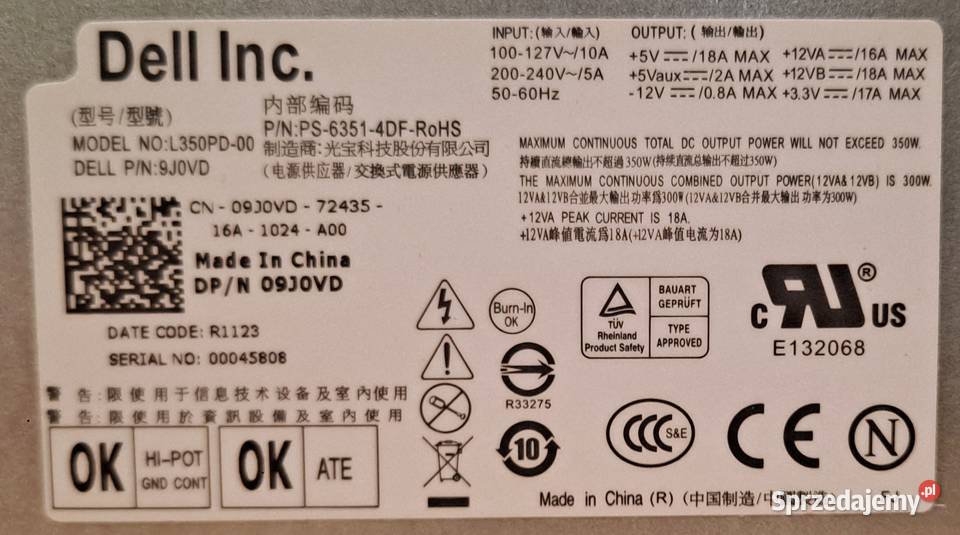 Dell Inc.
(型号/型號)
MODEL NO:L350PD-00
DELL P/N:9J0VD
内部编码
P/N:PS-6351-4DF-RoHS
制造商:光宝科技股份有限公司
(电源供应器/交換式電源供應器)
INPUT:(输入/輸入)
100-127V~/10A
200-240V~/5A
50-60Hz
OUTPUT:(输出/輸出)
+5V⎓/18A MAX +12VA⎓/16A MAX
+5Vaux⎓/2A MAX +12VB⎓/18A MAX
-12V⎓/0.8A MAX +3.3V⎓/17A MAX
MAXIMUM CONTINUOUS TOTAL DC OUTPUT POWER WILL NOT EXCEED 350W.
持續直流總輸出不超過350W(持续直流总输出不超过350W)
THE MAXIMUM CONTINUOUS COMBINED OUTPUT POWER(12VA&12VB) IS 300W.
12VA&12VB合並最大輸出功率爲300W(12VA&12VB合并最大输出功率为300W)
+12VA PEAK CURRENT IS 18A.
+12VA峰値電流爲18A(+12VA峰值电流为18A)
CN - 09J0VD - 72435 -
16A - 1024 - A00
Made In China
DP/N 09J0VD
DATE CODE: R1123
SERIAL NO: 00045808
警 告:限使用于信息技术设备及室内使用
警 告:限使用於資訊設備及室內使用
OK
HI-POT
GND CONT
OK
ATE
Burn-In
OK
R33275
10
TÜV
Rheinland
Product Safety
BAUART
GEPRÜFT
TYPE
APPROVED
c RU ® US
E132068
CCC S&E
CE
N
Made in China (R) (中国制造/中
Sprzedajemy.pl